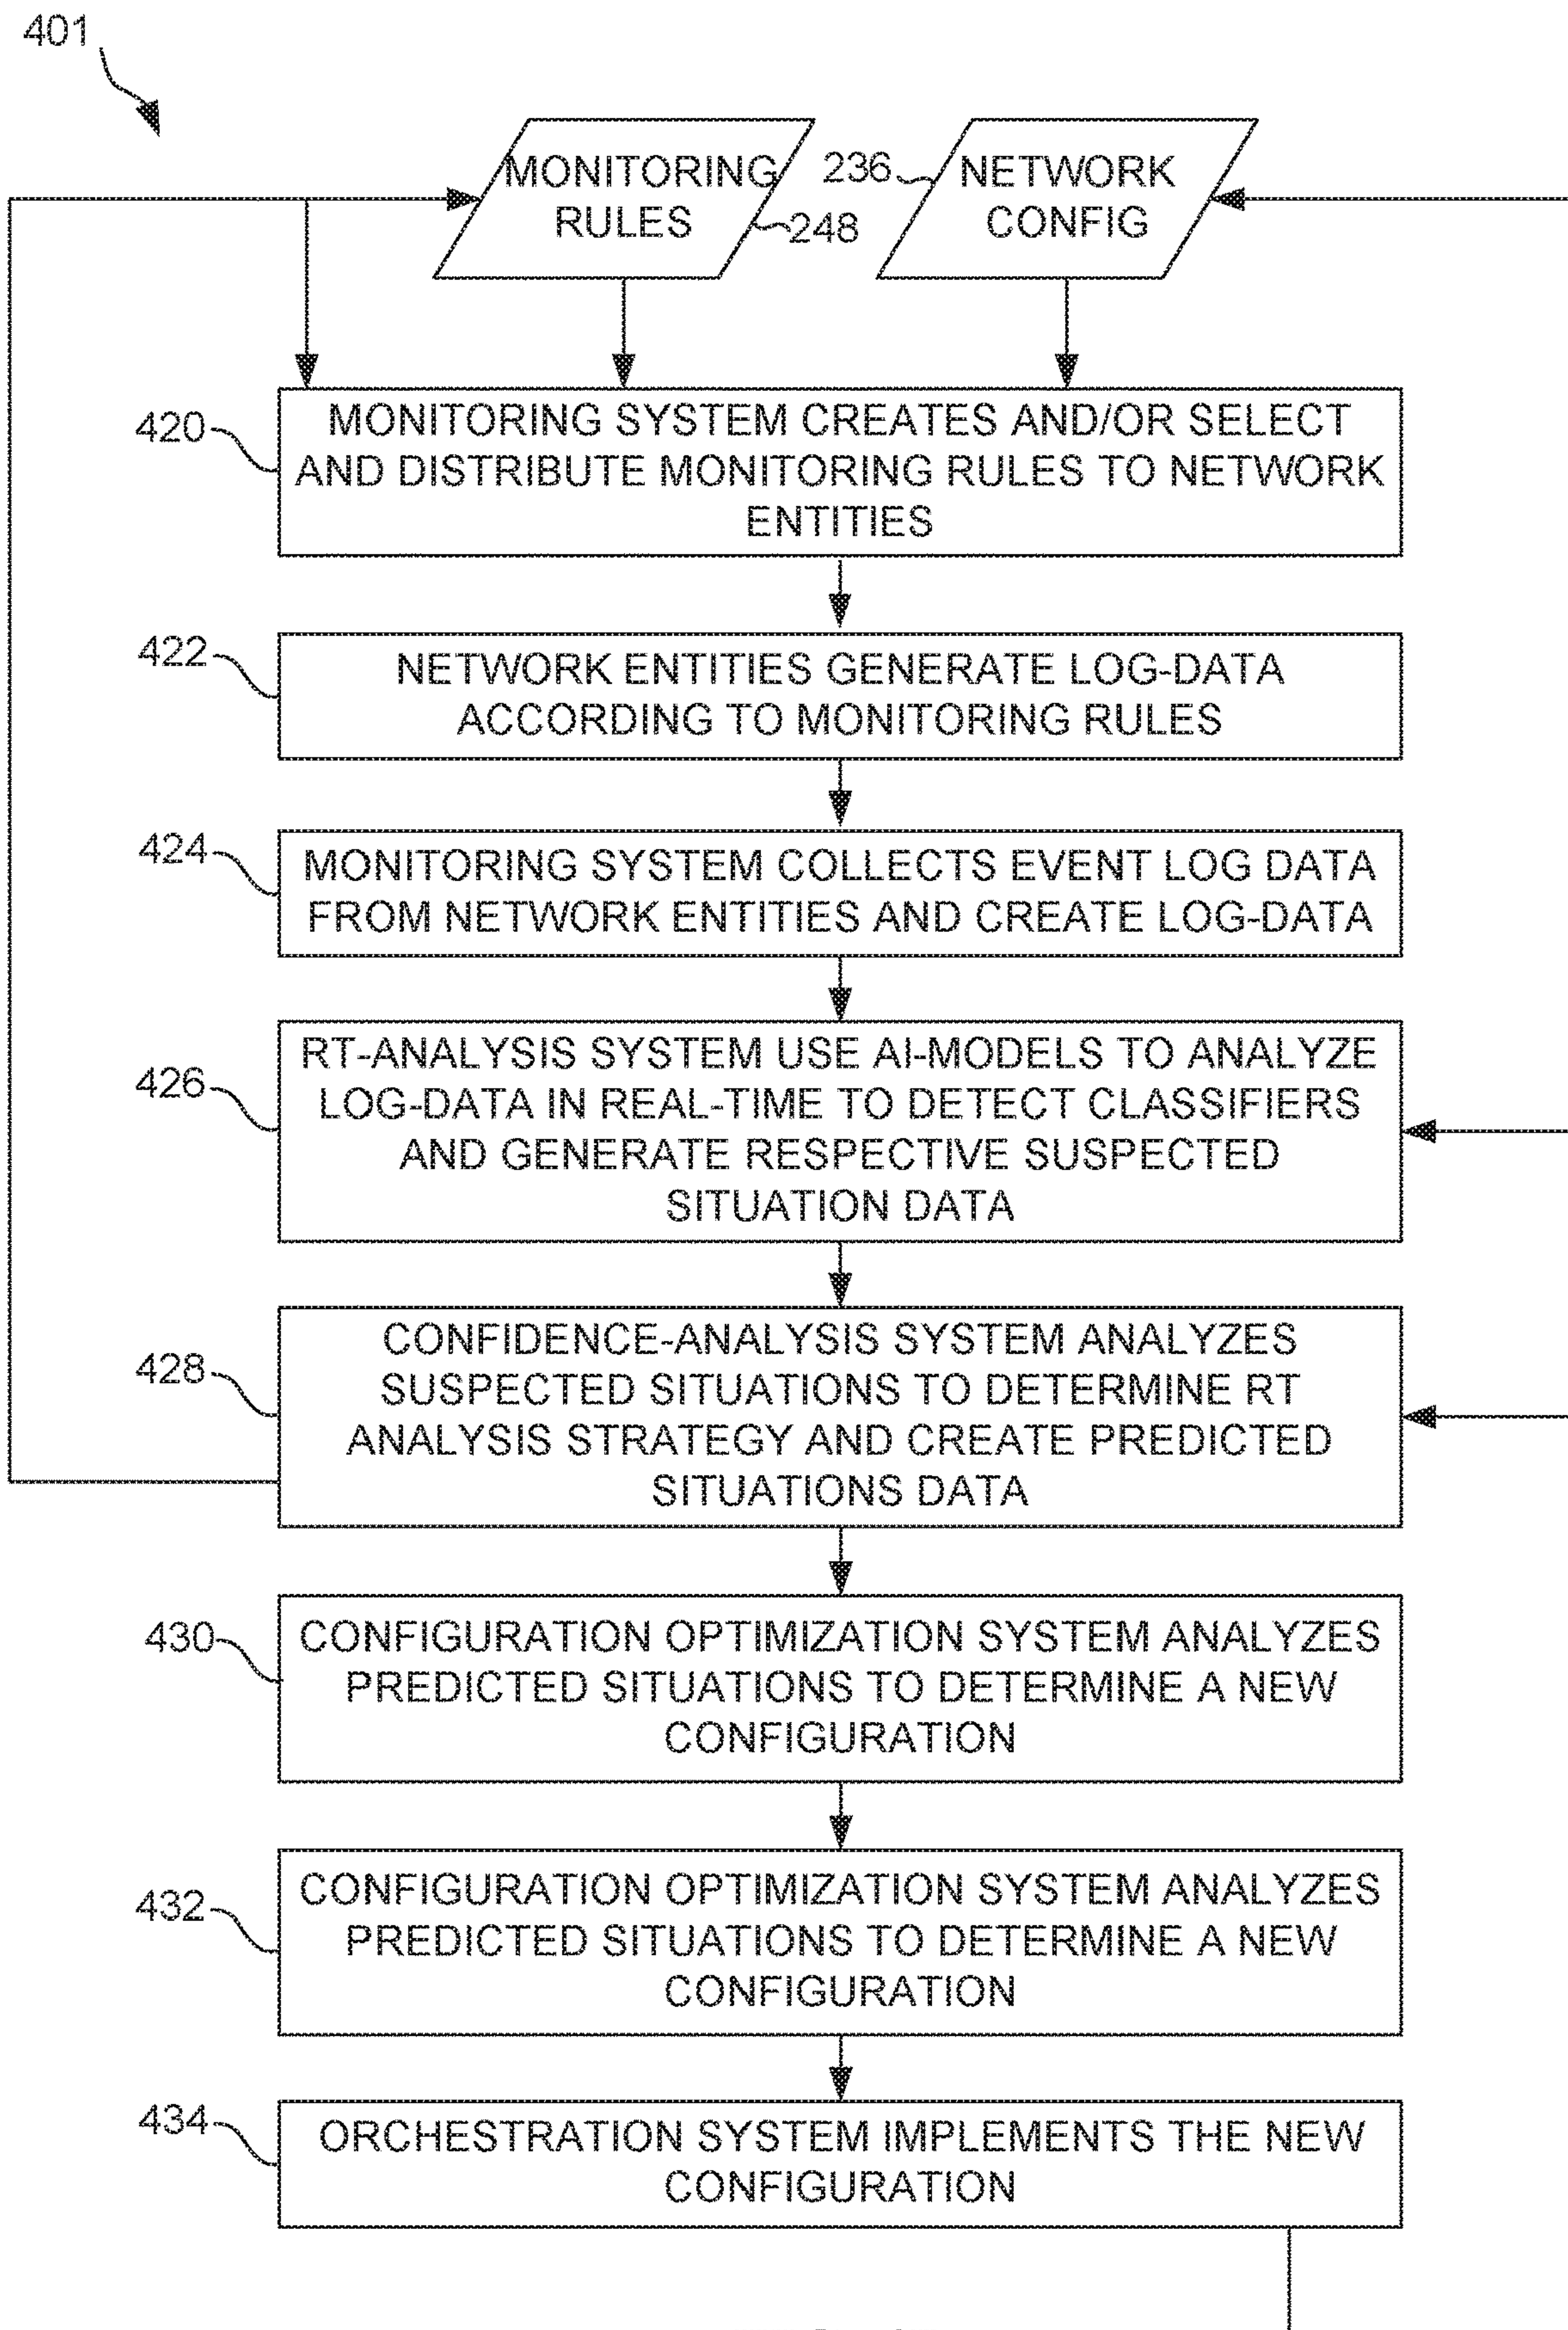 401
MONITORING
RULES
248
236
NETWORK
CONFIG
420
MONITORING SYSTEM CREATES AND/OR SELECT
AND DISTRIBUTE MONITORING RULES TO NETWORK
ENTITIES
422
NETWORK ENTITIES GENERATE LOG-DATA
ACCORDING TO MONITORING RULES
424
MONITORING SYSTEM COLLECTS EVENT LOG DATA
FROM NETWORK ENTITIES AND CREATE LOG-DATA
426
RT-ANALYSIS SYSTEM USE AI-MODELS TO ANALYZE
LOG-DATA IN REAL-TIME TO DETECT CLASSIFIERS
AND GENERATE RESPECTIVE SUSPECTED
SITUATION DATA
428
CONFIDENCE-ANALYSIS SYSTEM ANALYZES
SUSPECTED SITUATIONS TO DETERMINE RT
ANALYSIS STRATEGY AND CREATE PREDICTED
SITUATIONS DATA
430
CONFIGURATION OPTIMIZATION SYSTEM ANALYZES
PREDICTED SITUATIONS TO DETERMINE A NEW
CONFIGURATION
432
CONFIGURATION OPTIMIZATION SYSTEM ANALYZES
PREDICTED SITUATIONS TO DETERMINE A NEW
CONFIGURATION
434
ORCHESTRATION SYSTEM IMPLEMENTS THE NEW
CONFIGURATION